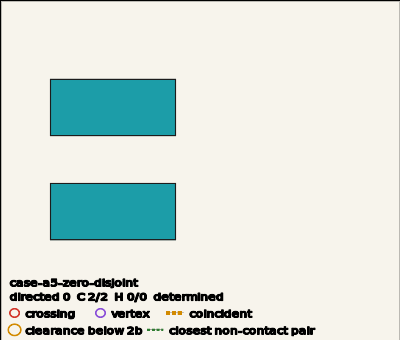 case-a5-zero-disjoint
directed 0 C 2/2 H 0/0 determined
crossing vertex coincident
clearance below 2b closest non-contact pair